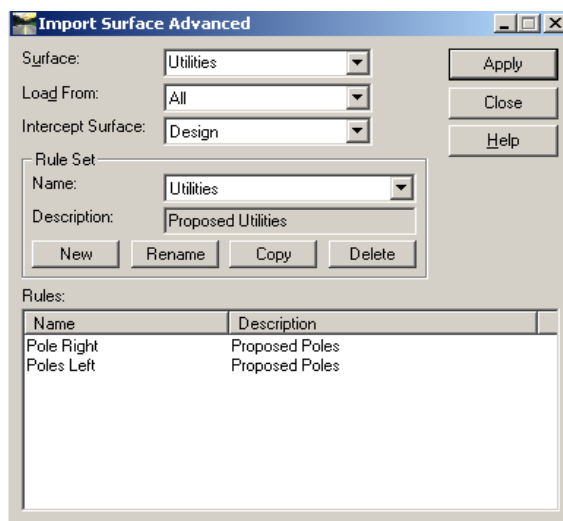 Import Surface Advanced
Surface: Utilities
Apply
Load From: All
Close
Intercept Surface: Design
Help
Rule Set
Name: Utilities
Description: Proposed Utilities
New Rename Copy Delete
Rules:
Name Description
Pole Right Proposed Poles
Poles Left Proposed Poles